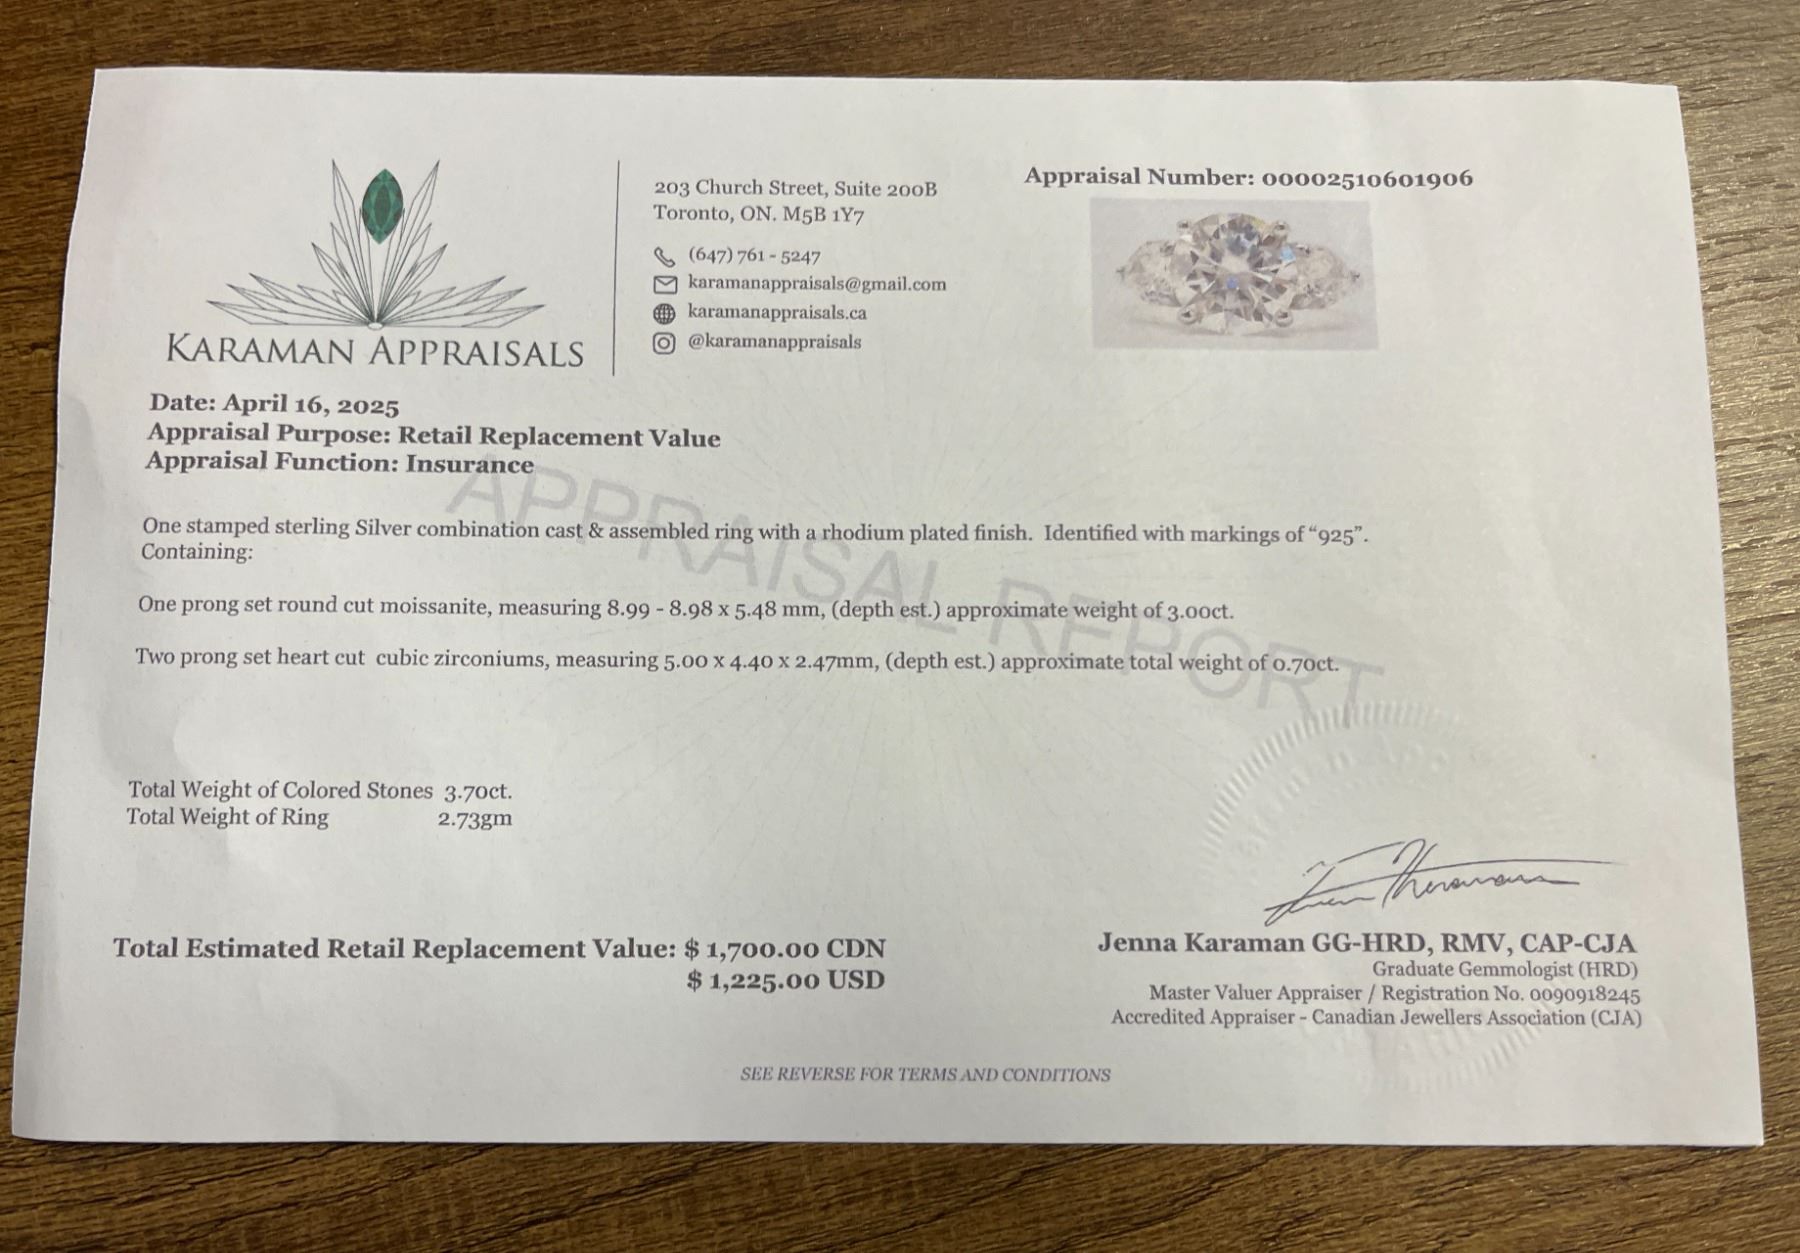 KARAMAN APPRAISALS
203 Church Street, Suite 200B
Toronto, ON. M5B 1Y7
(647) 761 - 5247
karamanappraisals@gmail.com
karamanappraisals.ca
@karamanappraisals
Appraisal Number: 00002510601906
Date: April 16, 2025
Appraisal Purpose: Retail Replacement Value
Appraisal Function: Insurance
APPRAISAL REPORT
One stamped sterling Silver combination cast & assembled ring with a rhodium plated finish. Identified with markings of “925”.
Containing:
One prong set round cut moissanite, measuring 8.99 - 8.98 x 5.48 mm, (depth est.) approximate weight of 3.00ct.
Two prong set heart cut cubic zirconiums, measuring 5.00 x 4.40 x 2.47mm, (depth est.) approximate total weight of 0.70ct.
Total Weight of Colored Stones 3.70ct.
Total Weight of Ring 2.73gm
Total Estimated Retail Replacement Value: $ 1,700.00 CDN
$ 1,225.00 USD
Jenna Karaman GG-HRD, RMV, CAP-CJA
Graduate Gemmologist (HRD)
Master Valuer Appraiser / Registration No. 0090918245
Accredited Appraiser - Canadian Jewellers Association (CJA)
SEE REVERSE FOR TERMS AND CONDITIONS